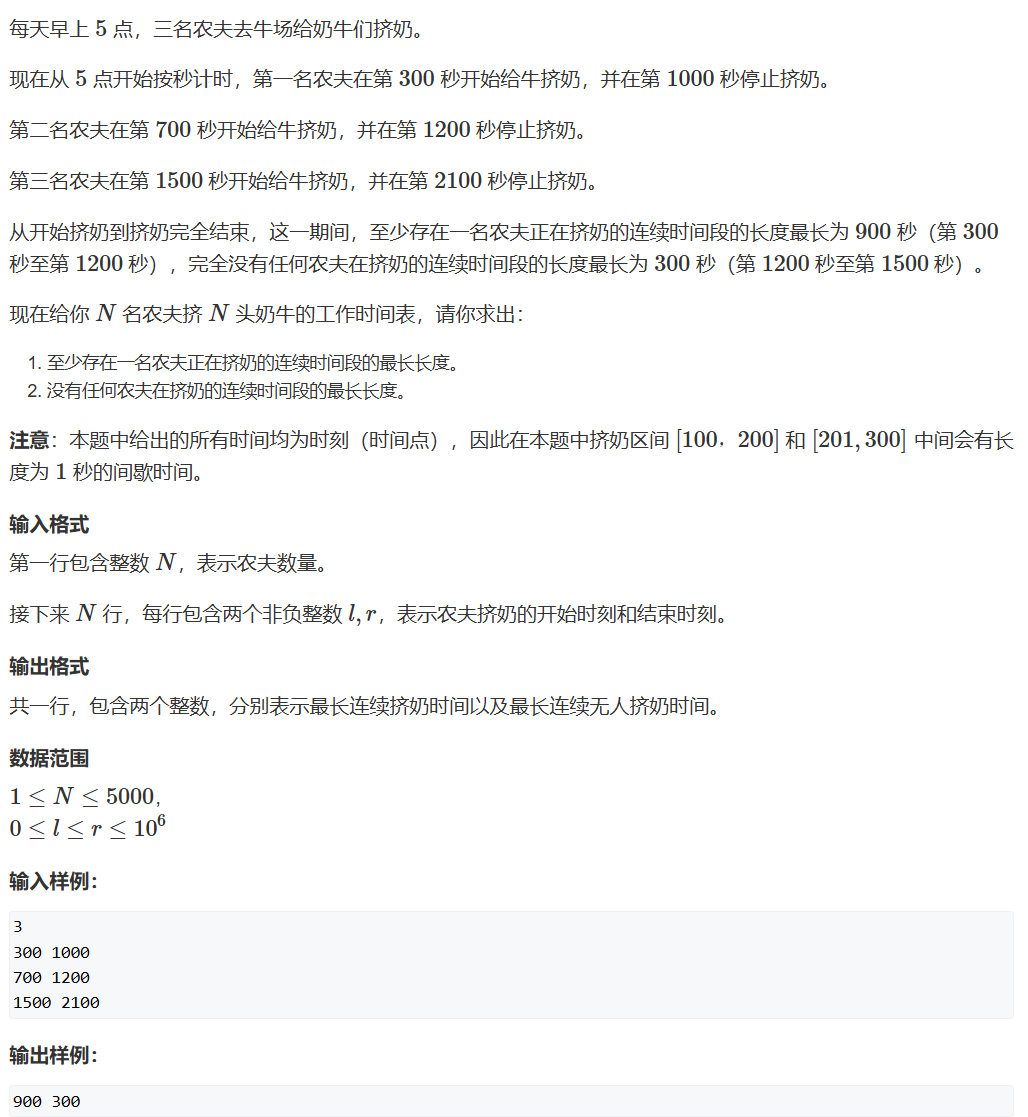 每天早上 5 点，三名农夫去牛场给奶牛们挤奶。
现在从 5 点开始按秒计时，第一名农夫在第 300 秒开始给牛挤奶，并在第 1000 秒停止挤奶。
第二名农夫在第 700 秒开始给牛挤奶，并在第 1200 秒停止挤奶。
第三名农夫在第 1500 秒开始给牛挤奶，并在第 2100 秒停止挤奶。
从开始挤奶到挤奶完全结束，这一期间，至少存在一名农夫正在挤奶的连续时间段的长度最长为 900 秒（第 300
秒至第 1200 秒），完全没有任何农夫在挤奶的连续时间段的长度最长为 300 秒（第 1200 秒至第 1500 秒）。
现在给你 N 名农夫挤 N 头奶牛的工作时间表，请你求出：
1. 至少存在一名农夫正在挤奶的连续时间段的最长长度。
2. 没有任何农夫在挤奶的连续时间段的最长长度。
注意：本题中给出的所有时间均为时刻（时间点），因此在本题中挤奶区间 [100，200] 和 [201, 300] 中间会有长
度为 1 秒的间歇时间。
输入格式
第一行包含整数 N，表示农夫数量。
接下来 N 行，每行包含两个非负整数 l, r，表示农夫挤奶的开始时刻和结束时刻。
输出格式
共一行，包含两个整数，分别表示最长连续挤奶时间以及最长连续无人挤奶时间。
数据范围
1 ≤ N ≤ 5000,
0 ≤ l ≤ r ≤ 10⁶
输入样例：
3
300 1000
700 1200
1500 2100
输出样例：
900 300